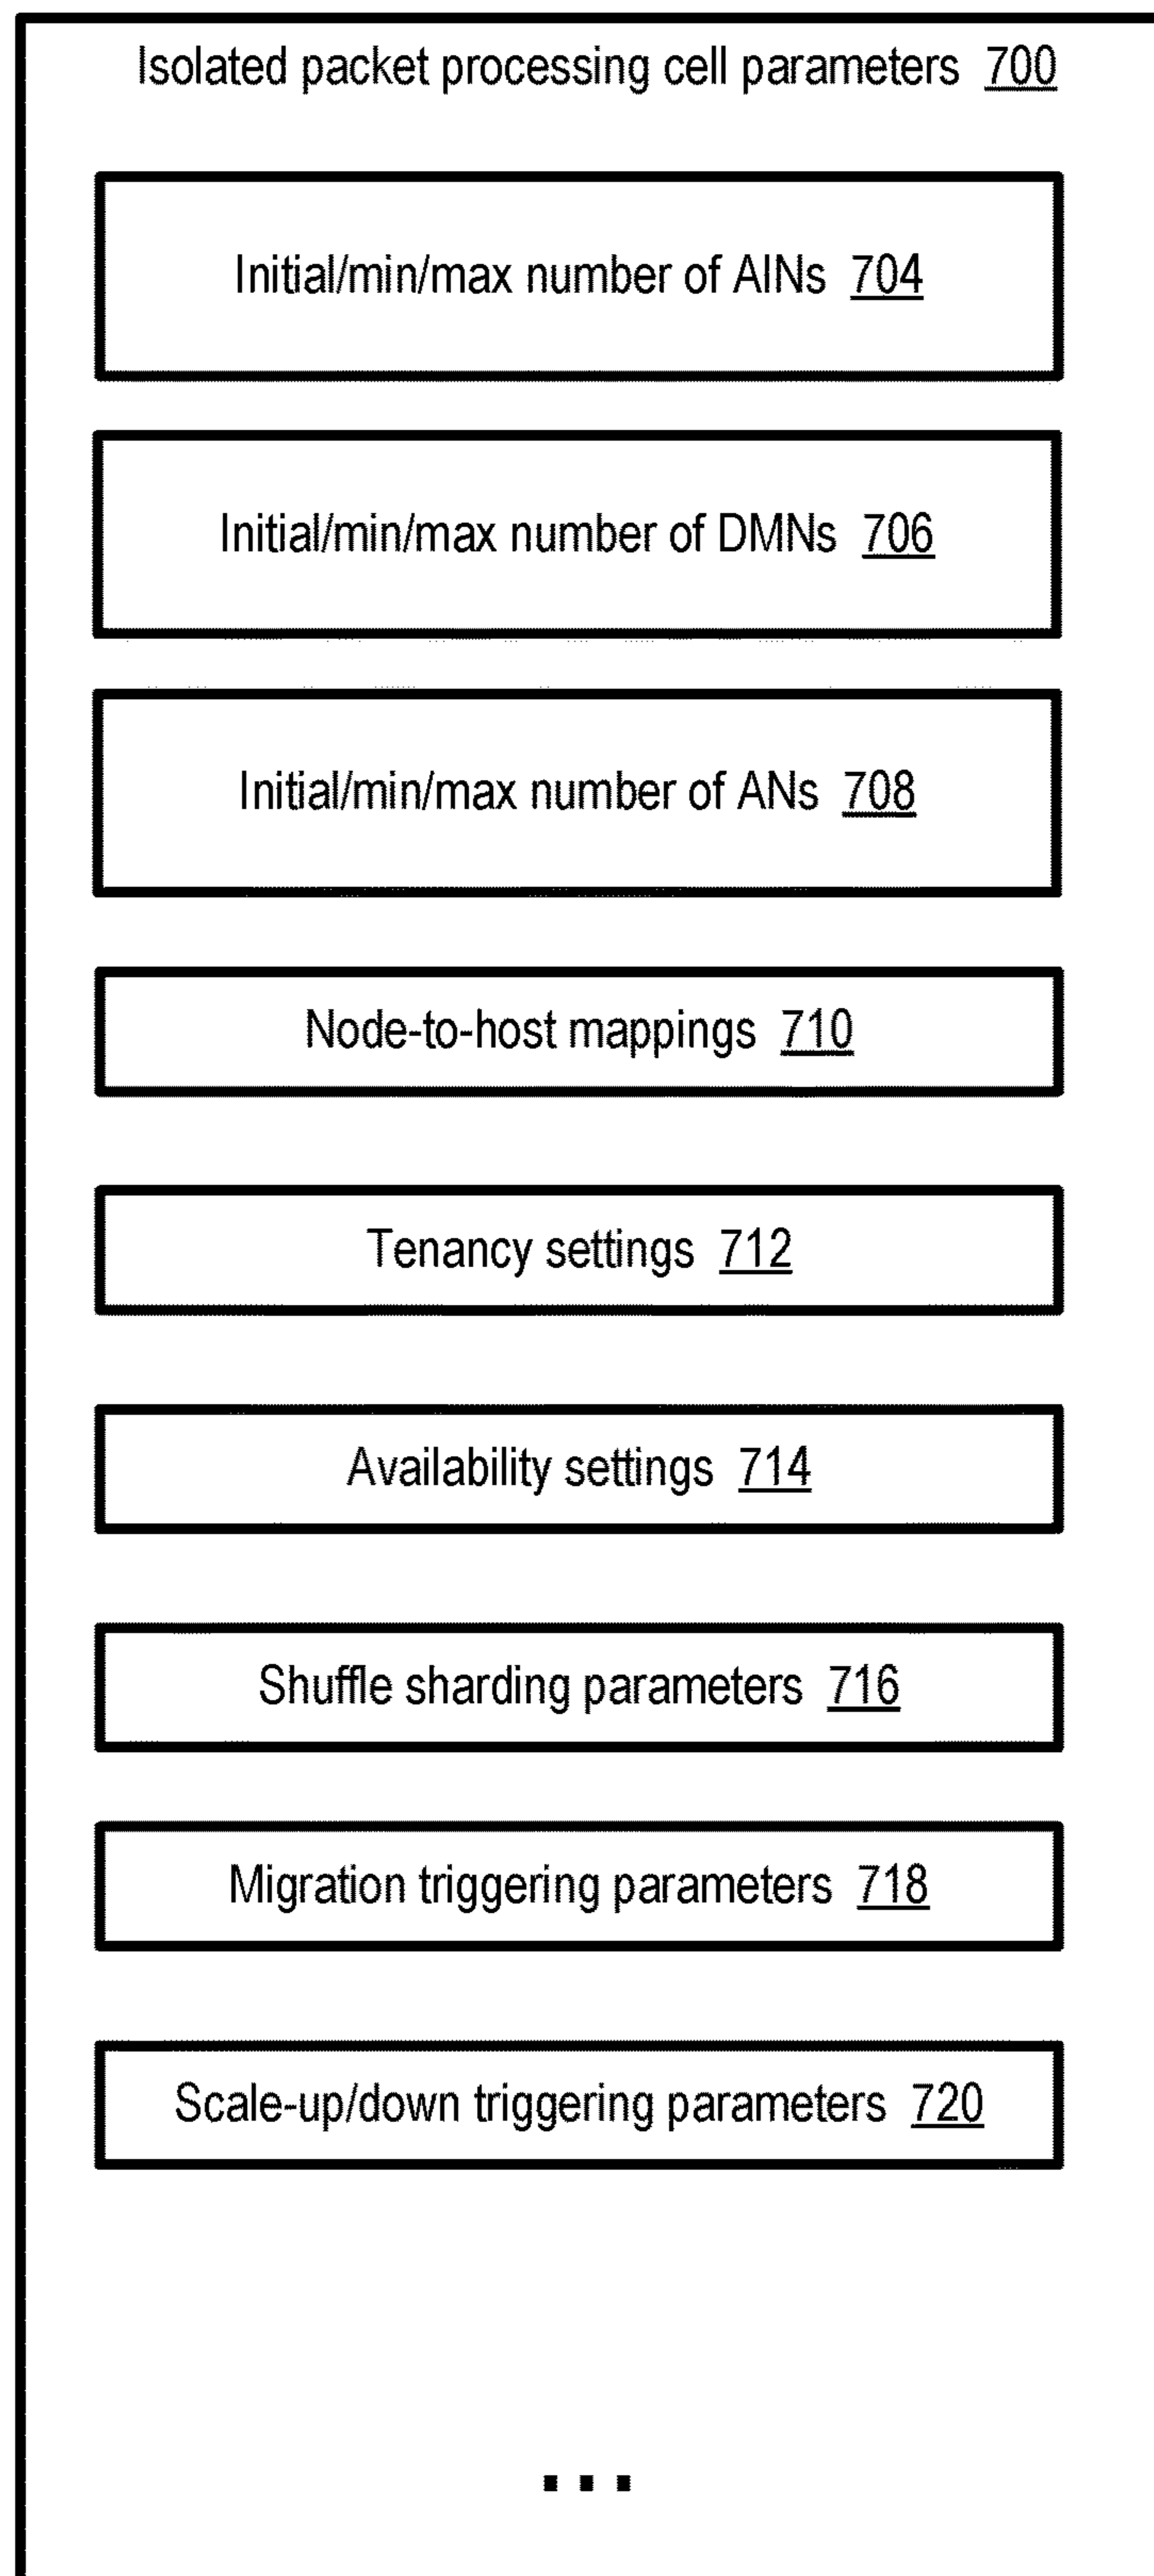 Isolated packet processing cell parameters 700
Initial/min/max number of AINs 704
Initial/min/max number of DMNs 706
Initial/min/max number of ANs 708
Node-to-host mappings 710
Tenancy settings 712
Availability settings 714
Shuffle sharding parameters 716
Migration triggering parameters 718
Scale-up/down triggering parameters 720
...